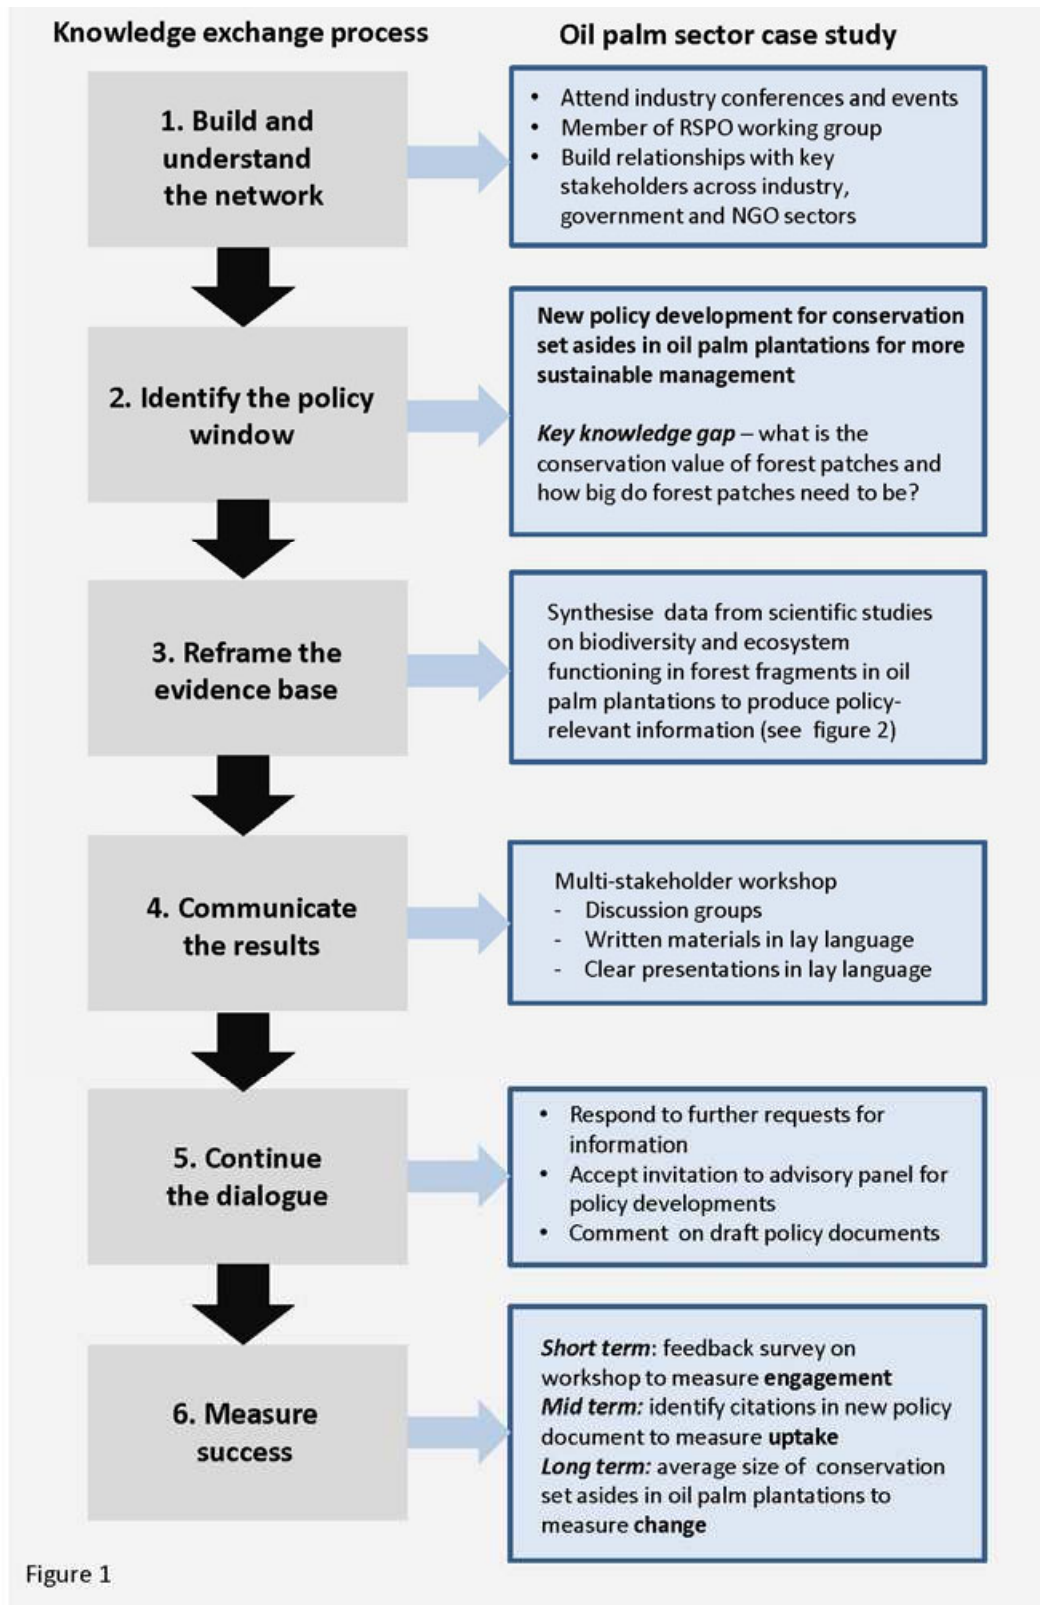 Knowledge exchange process
Oil palm sector case study
1. Build and
understand
the network
• Attend industry conferences and events
• Member of RSPO working group
• Build relationships with key
stakeholders across industry,
government and NGO sectors
2. Identify the policy
window
New policy development for conservation
set asides in oil palm plantations for more
sustainable management
Key knowledge gap – what is the
conservation value of forest patches and
how big do forest patches need to be?
3. Reframe the
evidence base
Synthesise data from scientific studies
on biodiversity and ecosystem
functioning in forest fragments in oil
palm plantations to produce policy-
relevant information (see figure 2)
4. Communicate
the results
Multi-stakeholder workshop
- Discussion groups
- Written materials in lay language
- Clear presentations in lay language
5. Continue
the dialogue
• Respond to further requests for
information
• Accept invitation to advisory panel for
policy developments
• Comment on draft policy documents
6. Measure
success
Short term: feedback survey on
workshop to measure engagement
Mid term: identify citations in new policy
document to measure uptake
Long term: average size of conservation
set asides in oil palm plantations to
measure change
Figure 1